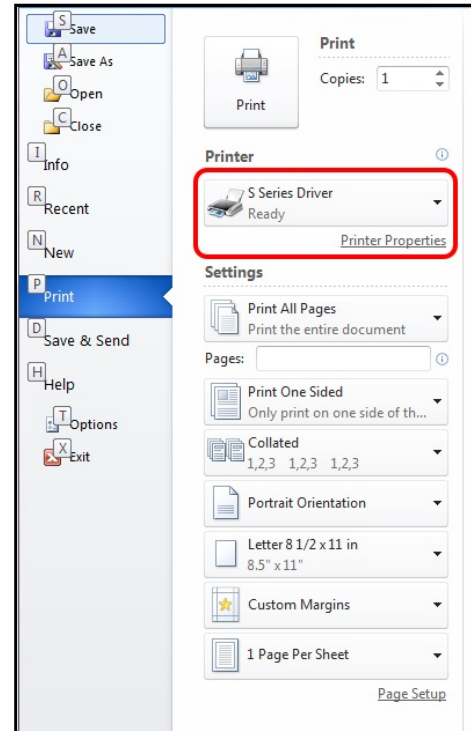 S
Save
A
Save As
O
Open
C
Close
I
Info
R
Recent
N
New
P
Print
D
Save & Send
H
Help
T
Options
X
Exit
Print
Print
Copies: 1
Printer
S Series Driver
Ready
Printer Properties
Settings
Print All Pages
Print the entire document
Pages:
Print One Sided
Only print on one side of th...
Collated
1,2,3 1,2,3 1,2,3
Portrait Orientation
Letter 8 1/2 x 11 in
8.5" x 11"
Custom Margins
1 Page Per Sheet
Page Setup